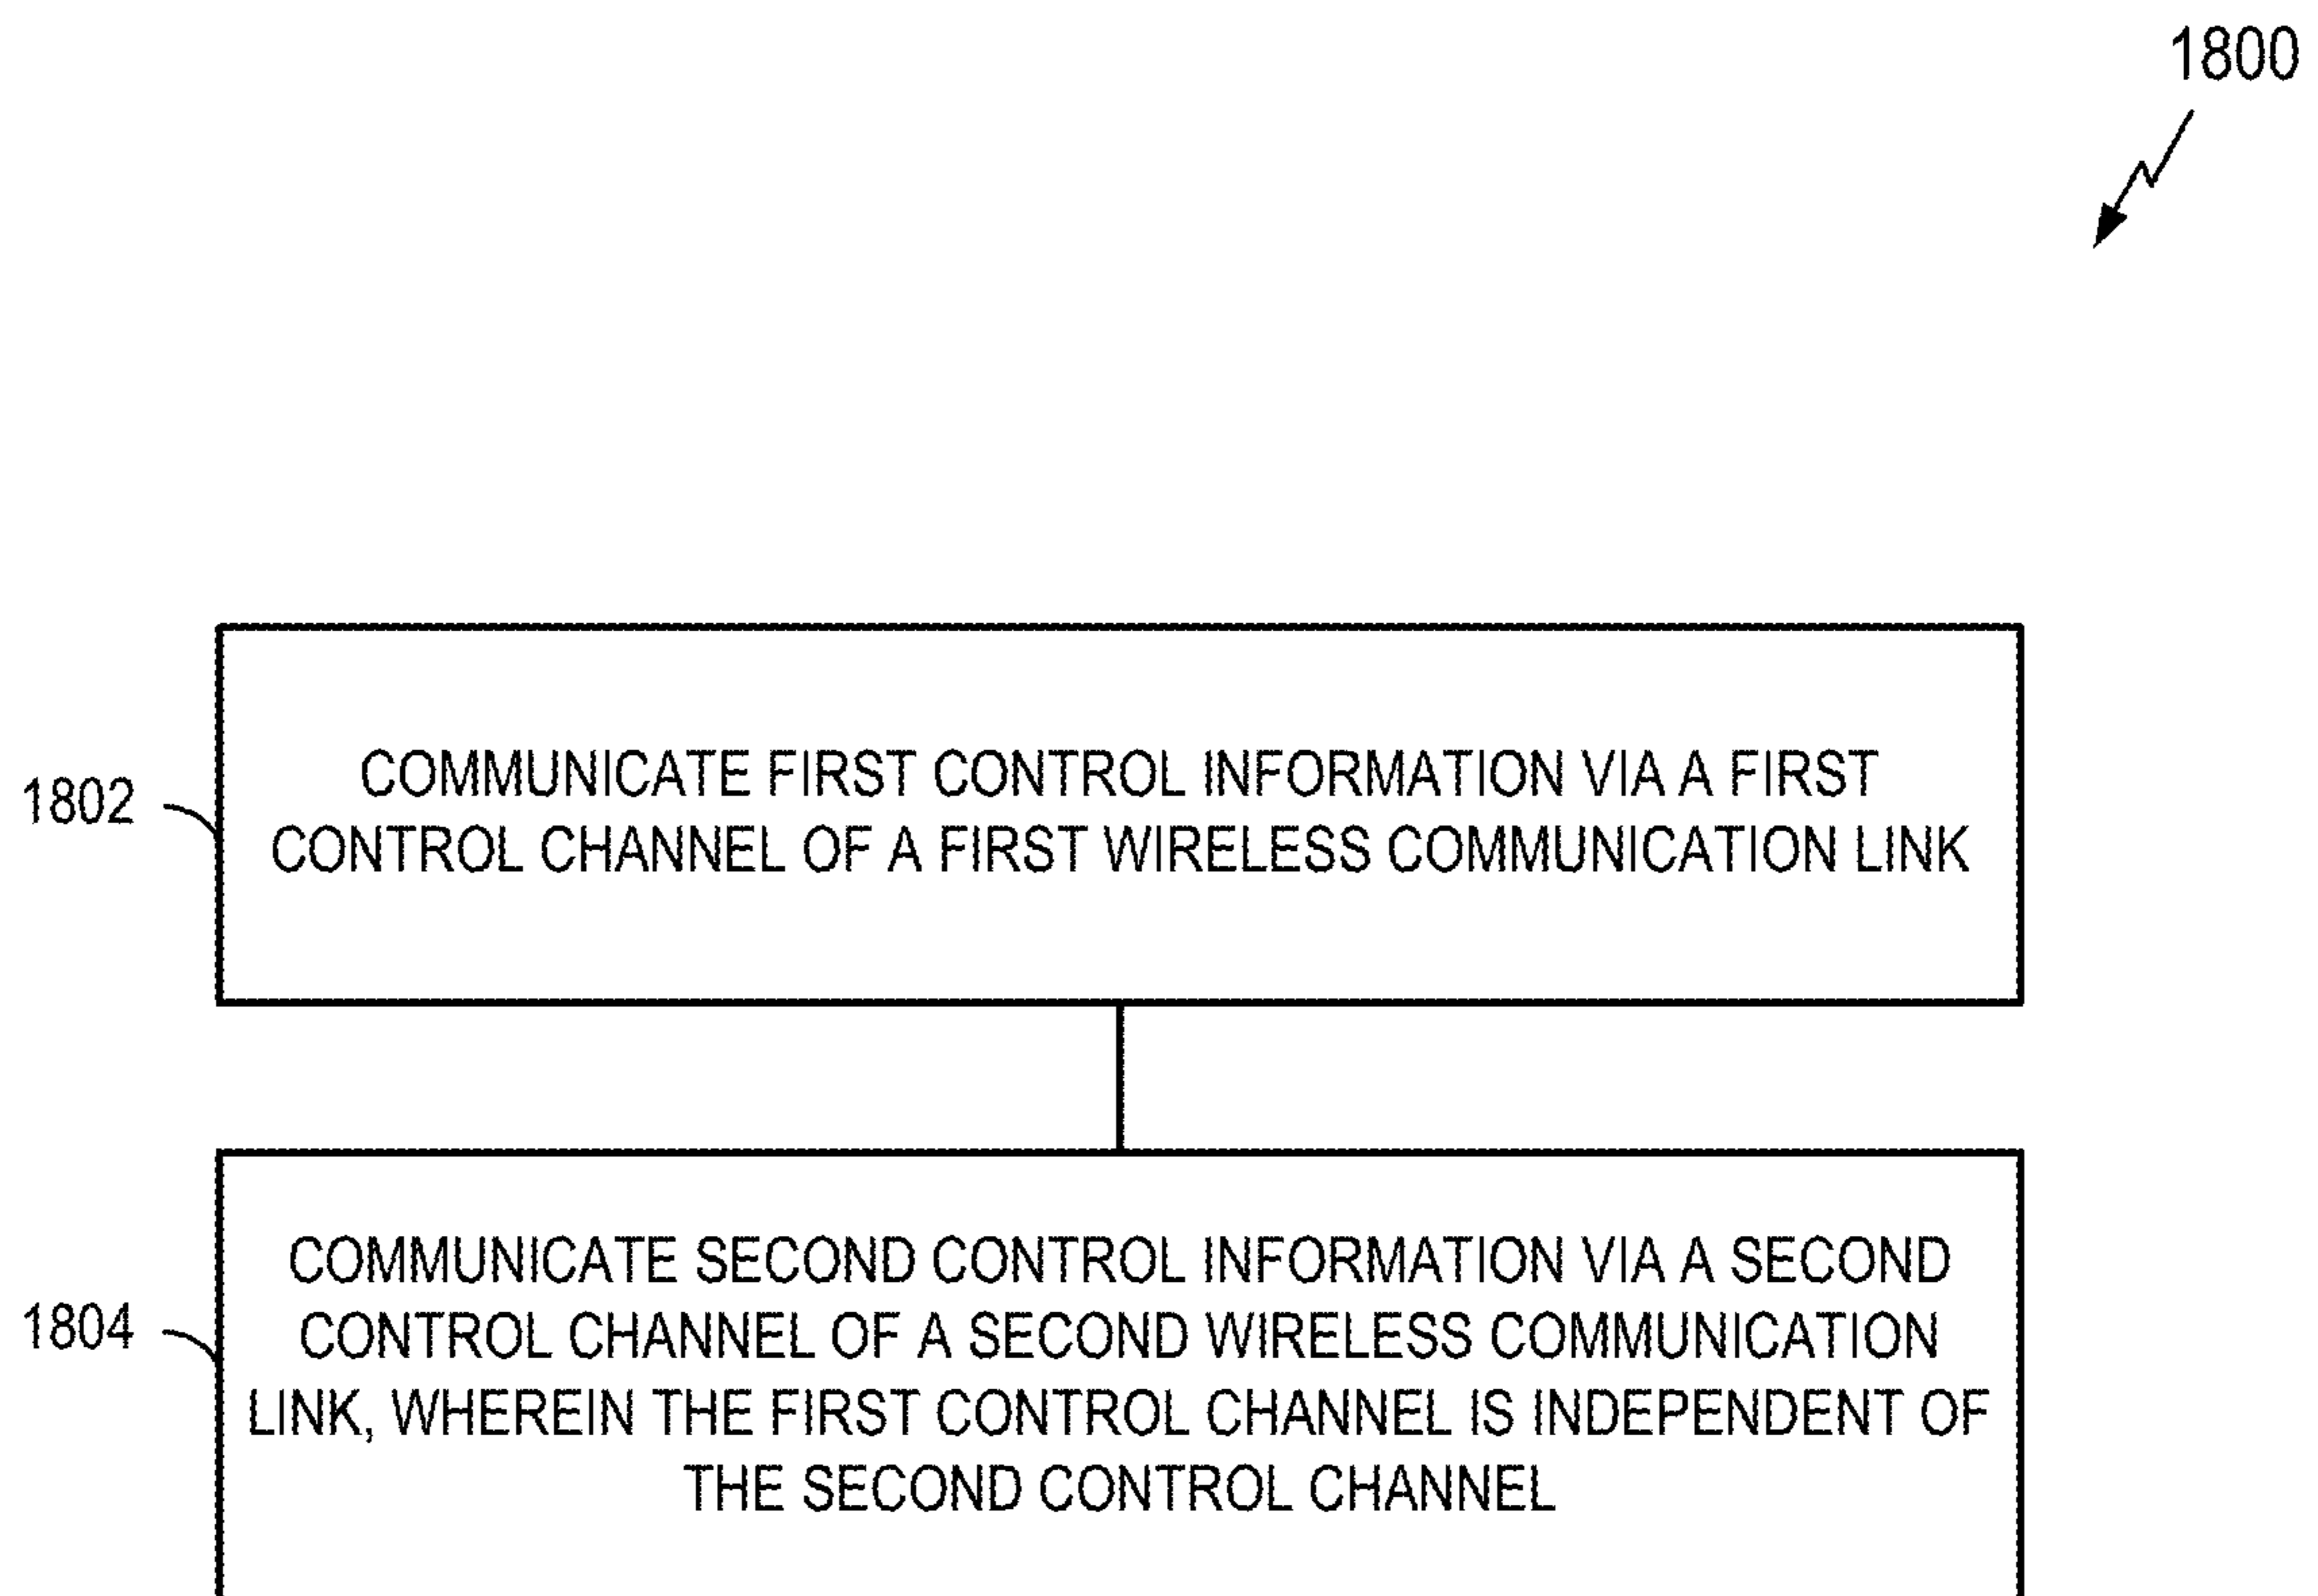 1800
1802
COMMUNICATE FIRST CONTROL INFORMATION VIA A FIRST
CONTROL CHANNEL OF A FIRST WIRELESS COMMUNICATION LINK
1804
COMMUNICATE SECOND CONTROL INFORMATION VIA A SECOND
CONTROL CHANNEL OF A SECOND WIRELESS COMMUNICATION
LINK, WHEREIN THE FIRST CONTROL CHANNEL IS INDEPENDENT OF
THE SECOND CONTROL CHANNEL